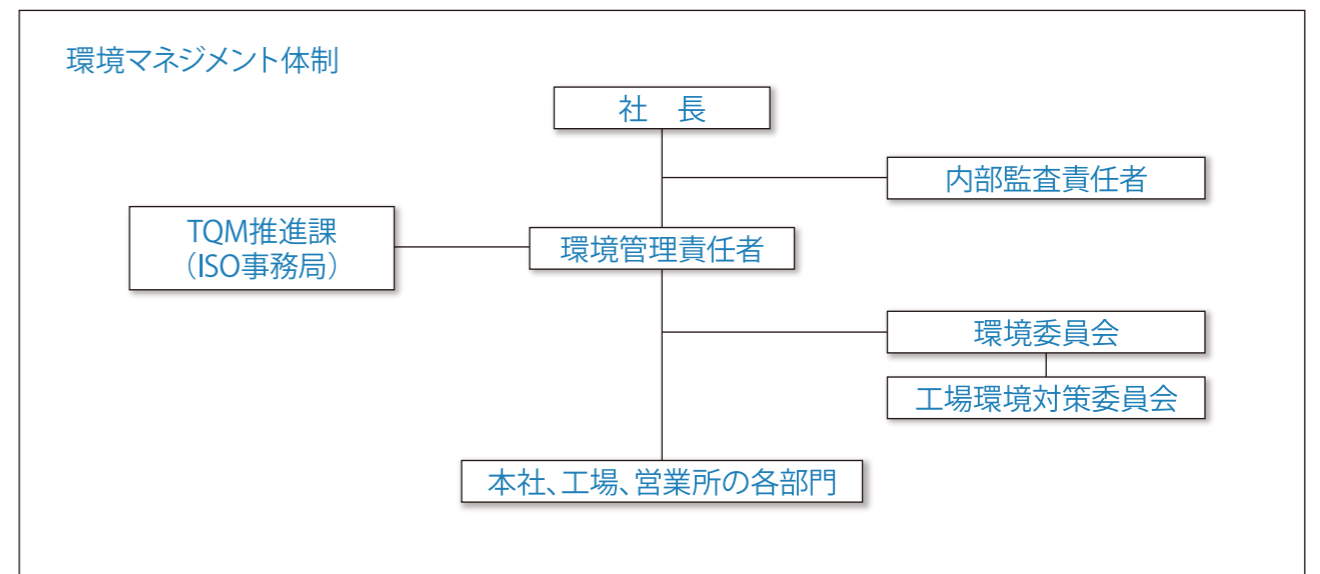 環境マネジメント体制
社　長
内部監査責任者
TQM推進課
（ISO事務局）
環境管理責任者
環境委員会
工場環境対策委員会
本社、工場、営業所の各部門